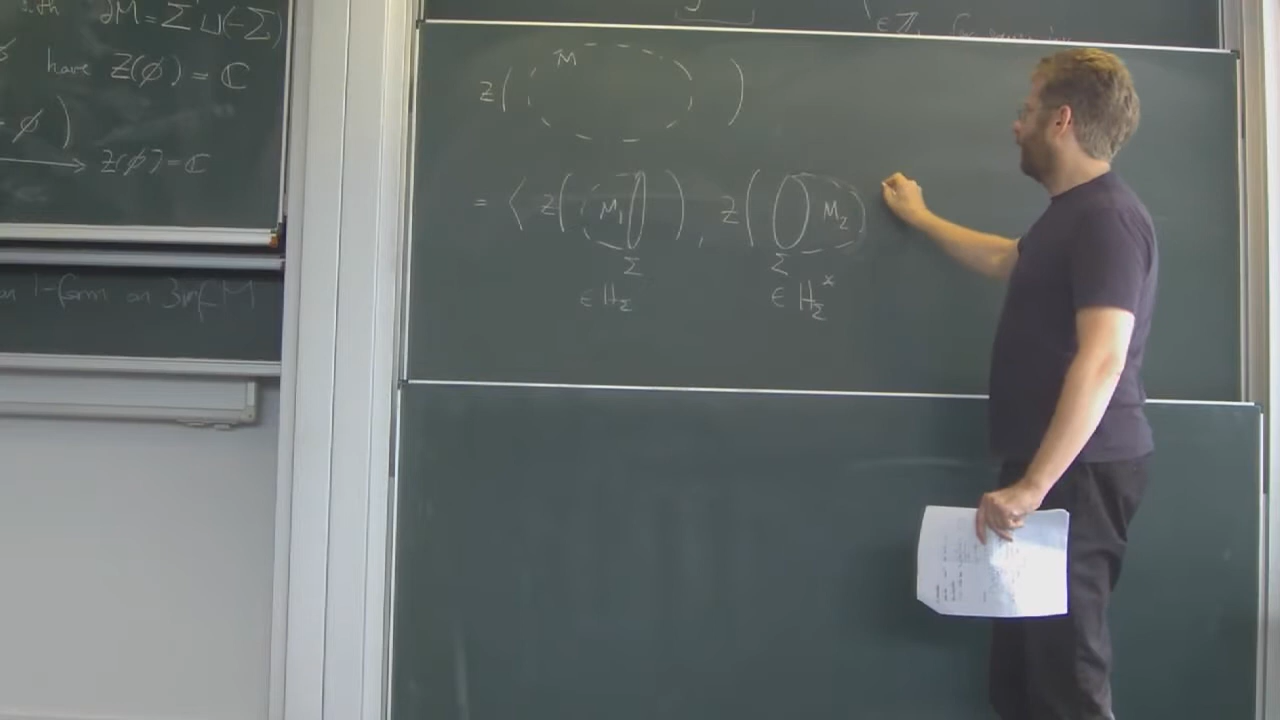 ∂M = Σ ⊔ (-Σ)
have Z(∅) = ℂ
∅ )
⟶ Z(∅) = ℂ
1-form on 3mf M
Z( M )
= ⟨ Z( M₁ ) , Z( M₂ )
Σ Σ
∈ H_Σ ∈ H_Σ*